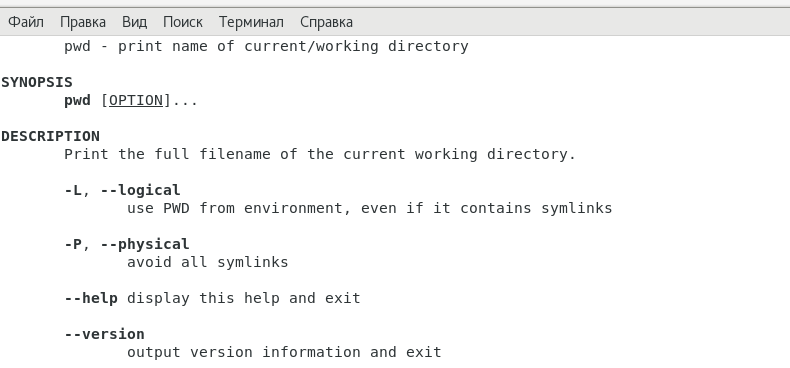 Файл Правка Вид Поиск Терминал Справка
pwd - print name of current/working directory
SYNOPSIS
pwd [OPTION]...
DESCRIPTION
Print the full filename of the current working directory.
-L, --logical
use PWD from environment, even if it contains symlinks
-P, --physical
avoid all symlinks
--help display this help and exit
--version
output version information and exit